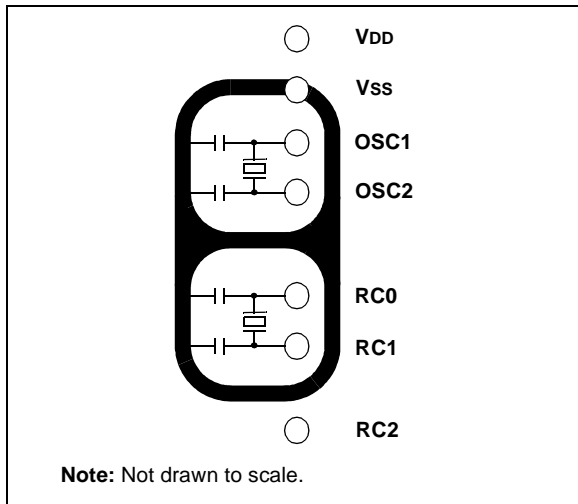 VDD
VSS
OSC1
OSC2
RC0
RC1
RC2
Note: Not drawn to scale.